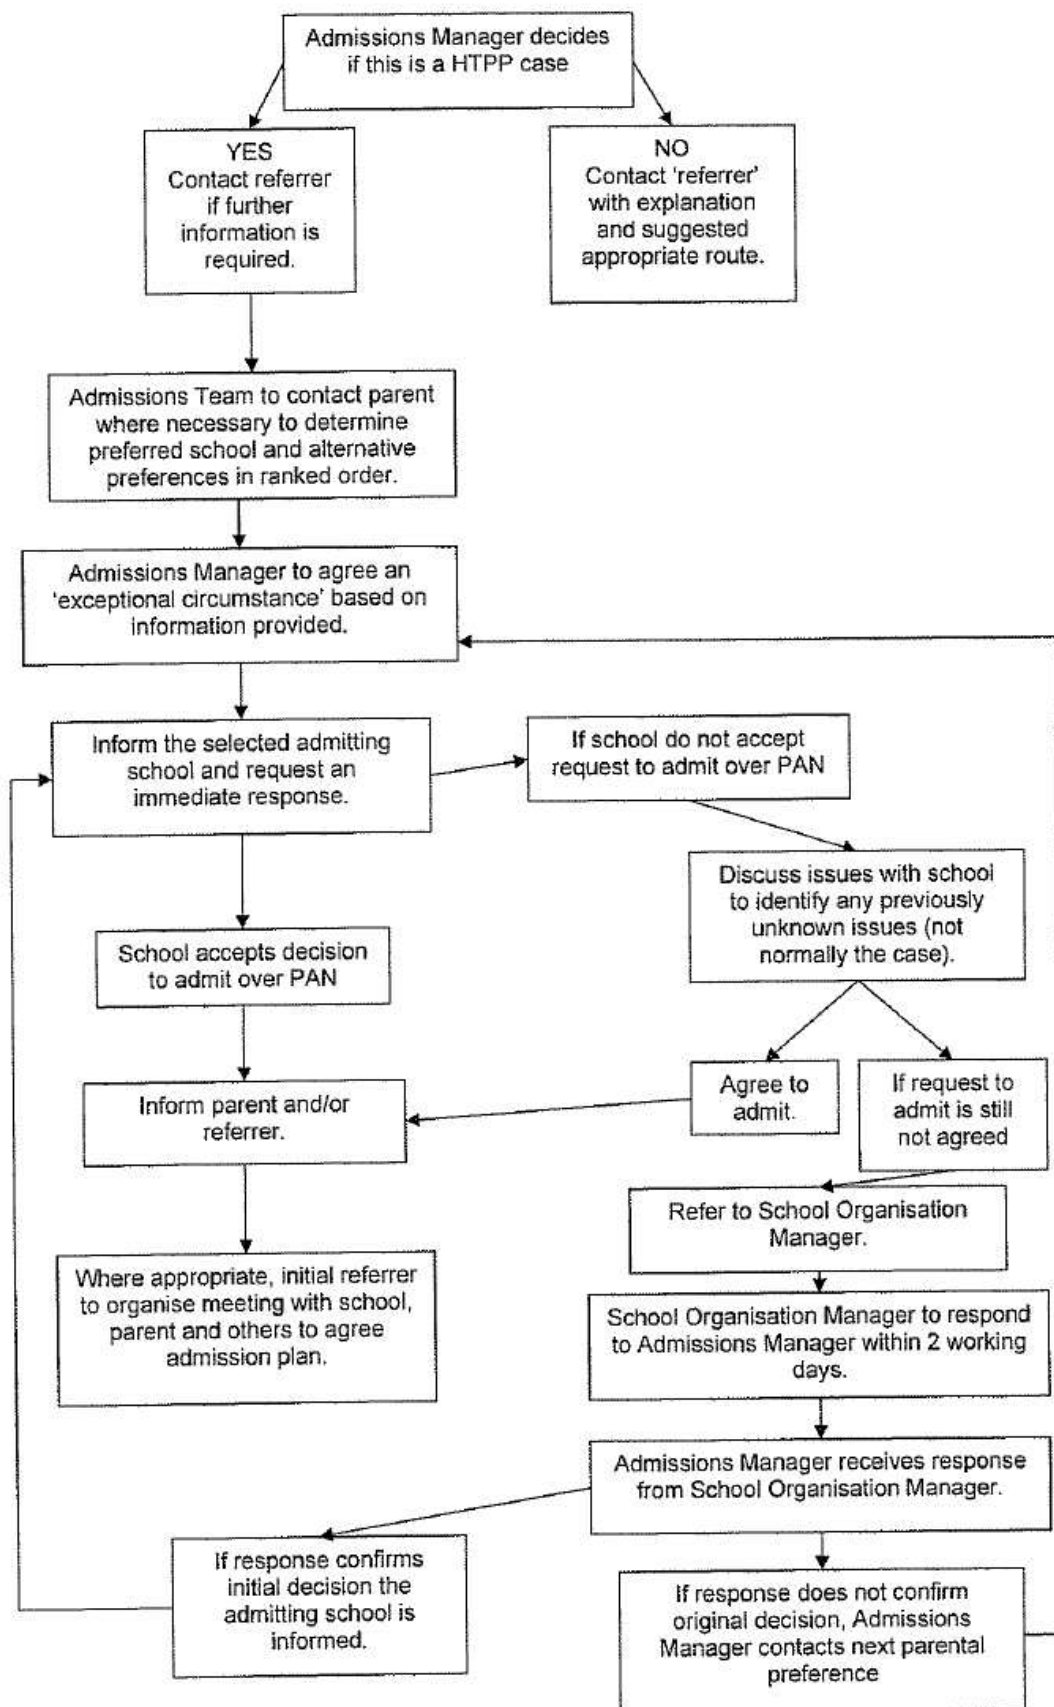 Admissions Manager decides
if this is a HTPP case
YES
Contact referrer
if further
information is
required.
NO
Contact 'referrer'
with explanation
and suggested
appropriate route.
Admissions Team to contact parent
where necessary to determine
preferred school and alternative
preferences in ranked order.
Admissions Manager to agree an
'exceptional circumstance' based on
information provided.
Inform the selected admitting
school and request an
immediate response.
If school do not accept
request to admit over PAN
Discuss issues with school
to identify any previously
unknown issues (not
normally the case).
School accepts decision
to admit over PAN
Agree to
admit.
If request to
admit is still
not agreed
Inform parent and/or
referrer.
Refer to School Organisation
Manager.
Where appropriate, initial referrer
to organise meeting with school,
parent and others to agree
admission plan.
School Organisation Manager to respond
to Admissions Manager within 2 working
days.
Admissions Manager receives response
from School Organisation Manager.
If response confirms
initial decision the
admitting school is
informed.
If response does not confirm
original decision, Admissions
Manager contacts next parental
preference